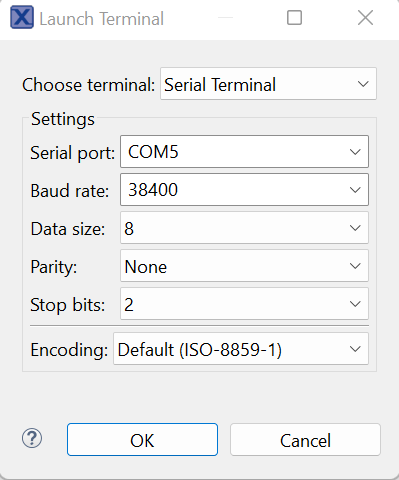 Launch Terminal
Choose terminal: Serial Terminal
Settings
Serial port: COM5
Baud rate: 38400
Data size: 8
Parity: None
Stop bits: 2
Encoding: Default (ISO-8859-1)
? OK Cancel